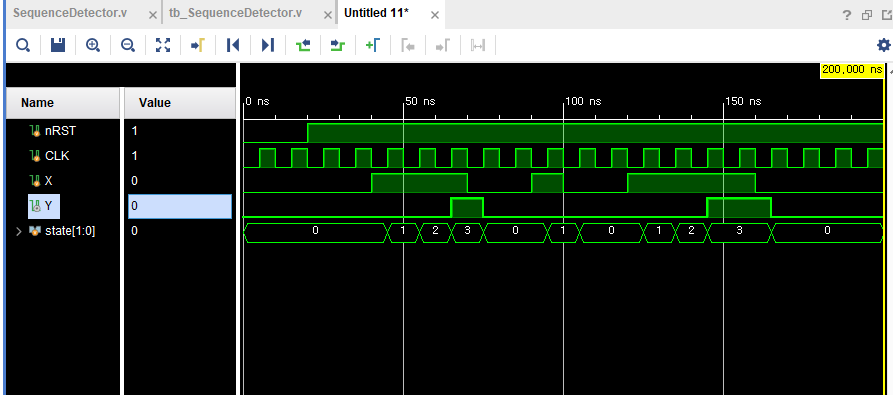 SequenceDetector.v × tb_SequenceDetector.v × Untitled 11* ×
?
200,000 ns
Name Value
0 ns 50 ns 100 ns 150 ns
nRST 1
CLK 1
X 0
Y 0
state[1:0] 0 0 1 2 3 0 1 0 1 2 3 0